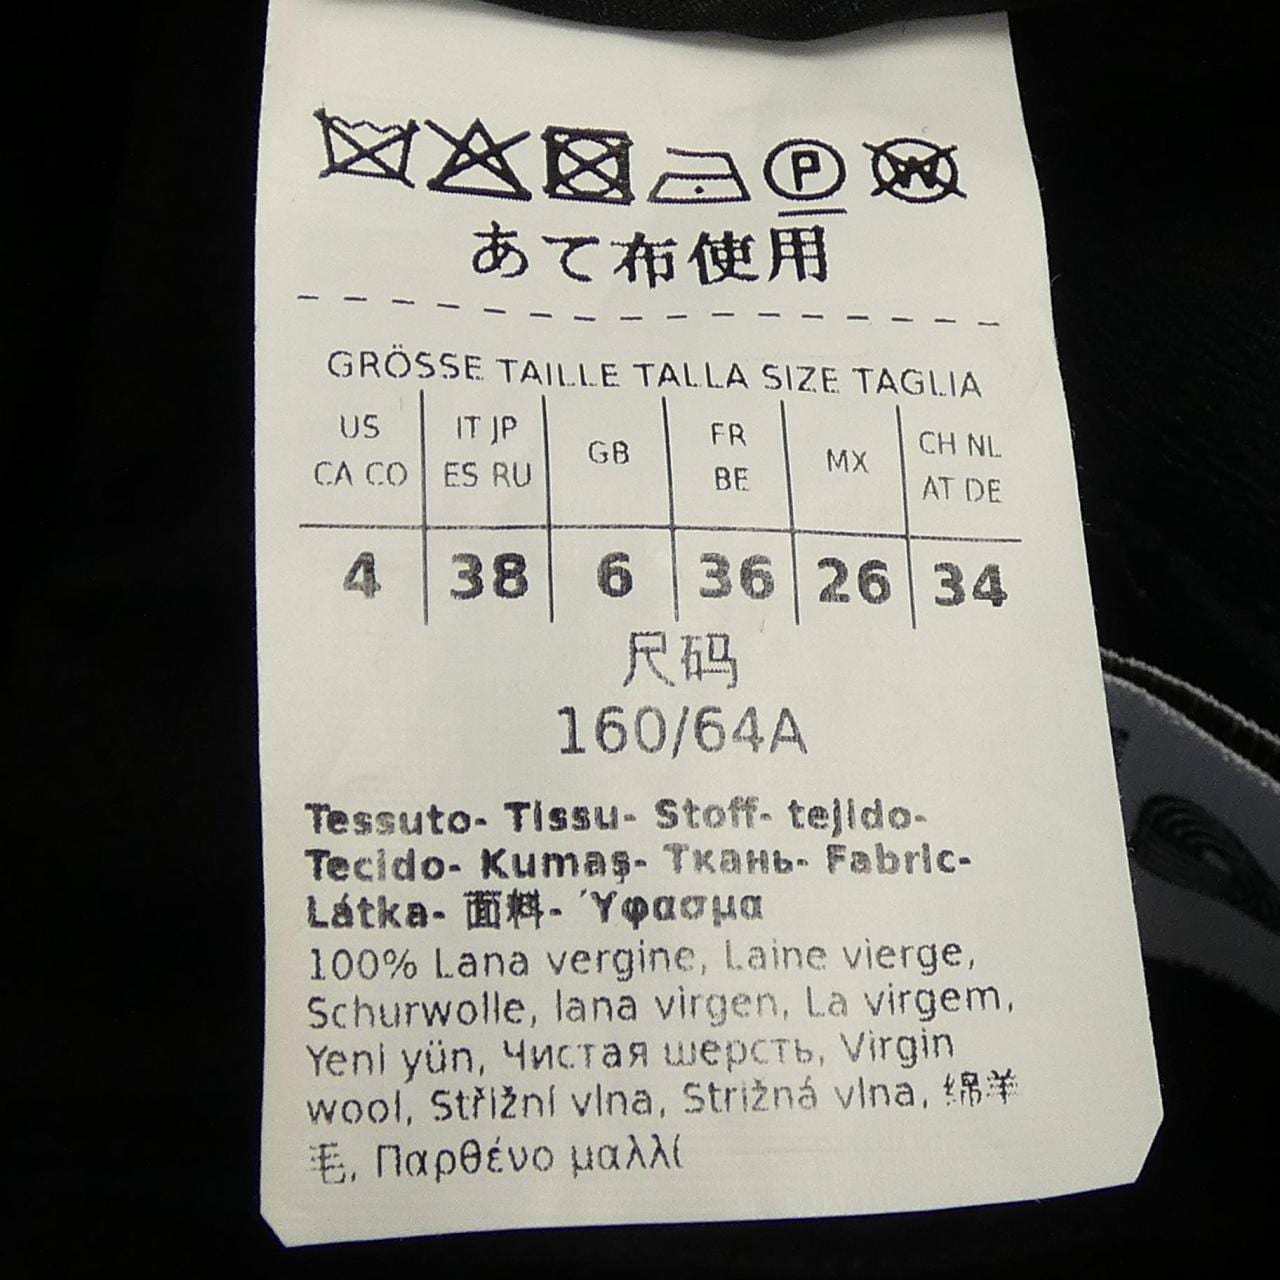 P W
あて布使用
GRÖSSE TAILLE TALLA SIZE TAGLIA
US CA CO | IT JP ES RU | GB | FR BE | MX | CH NL AT DE
4 | 38 | 6 | 36 | 26 | 34
尺码
160/64A
Tessuto- Tissu- Stoff- tejido-
Tecido- Kumaş- Ткань- Fabric-
Látka- 面料- Ύφασμα
100% Lana vergine, Laine vierge,
Schurwolle, lana virgen, La virgem,
Yeni yün, Чистая шерсть, Virgin
wool, Střižní vlna, Strižná vlna, 绵羊
毛, Παρθένο μαλλί